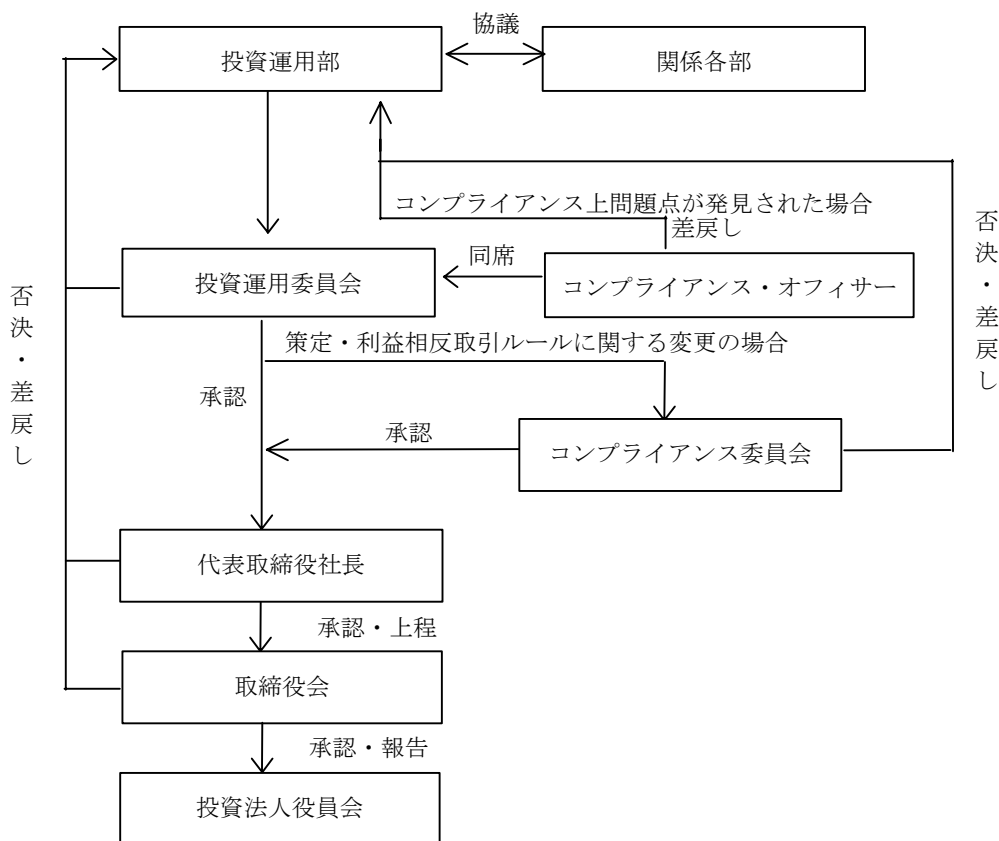 協議
投資運用部
関係各部
コンプライアンス上問題点が発見された場合
差戻し
同席
投資運用委員会
コンプライアンス・オフィサー
否決・差戻し
否決・差戻し
策定・利益相反取引ルールに関する変更の場合
承認
承認
コンプライアンス委員会
代表取締役社長
承認・上程
取締役会
承認・報告
投資法人役員会